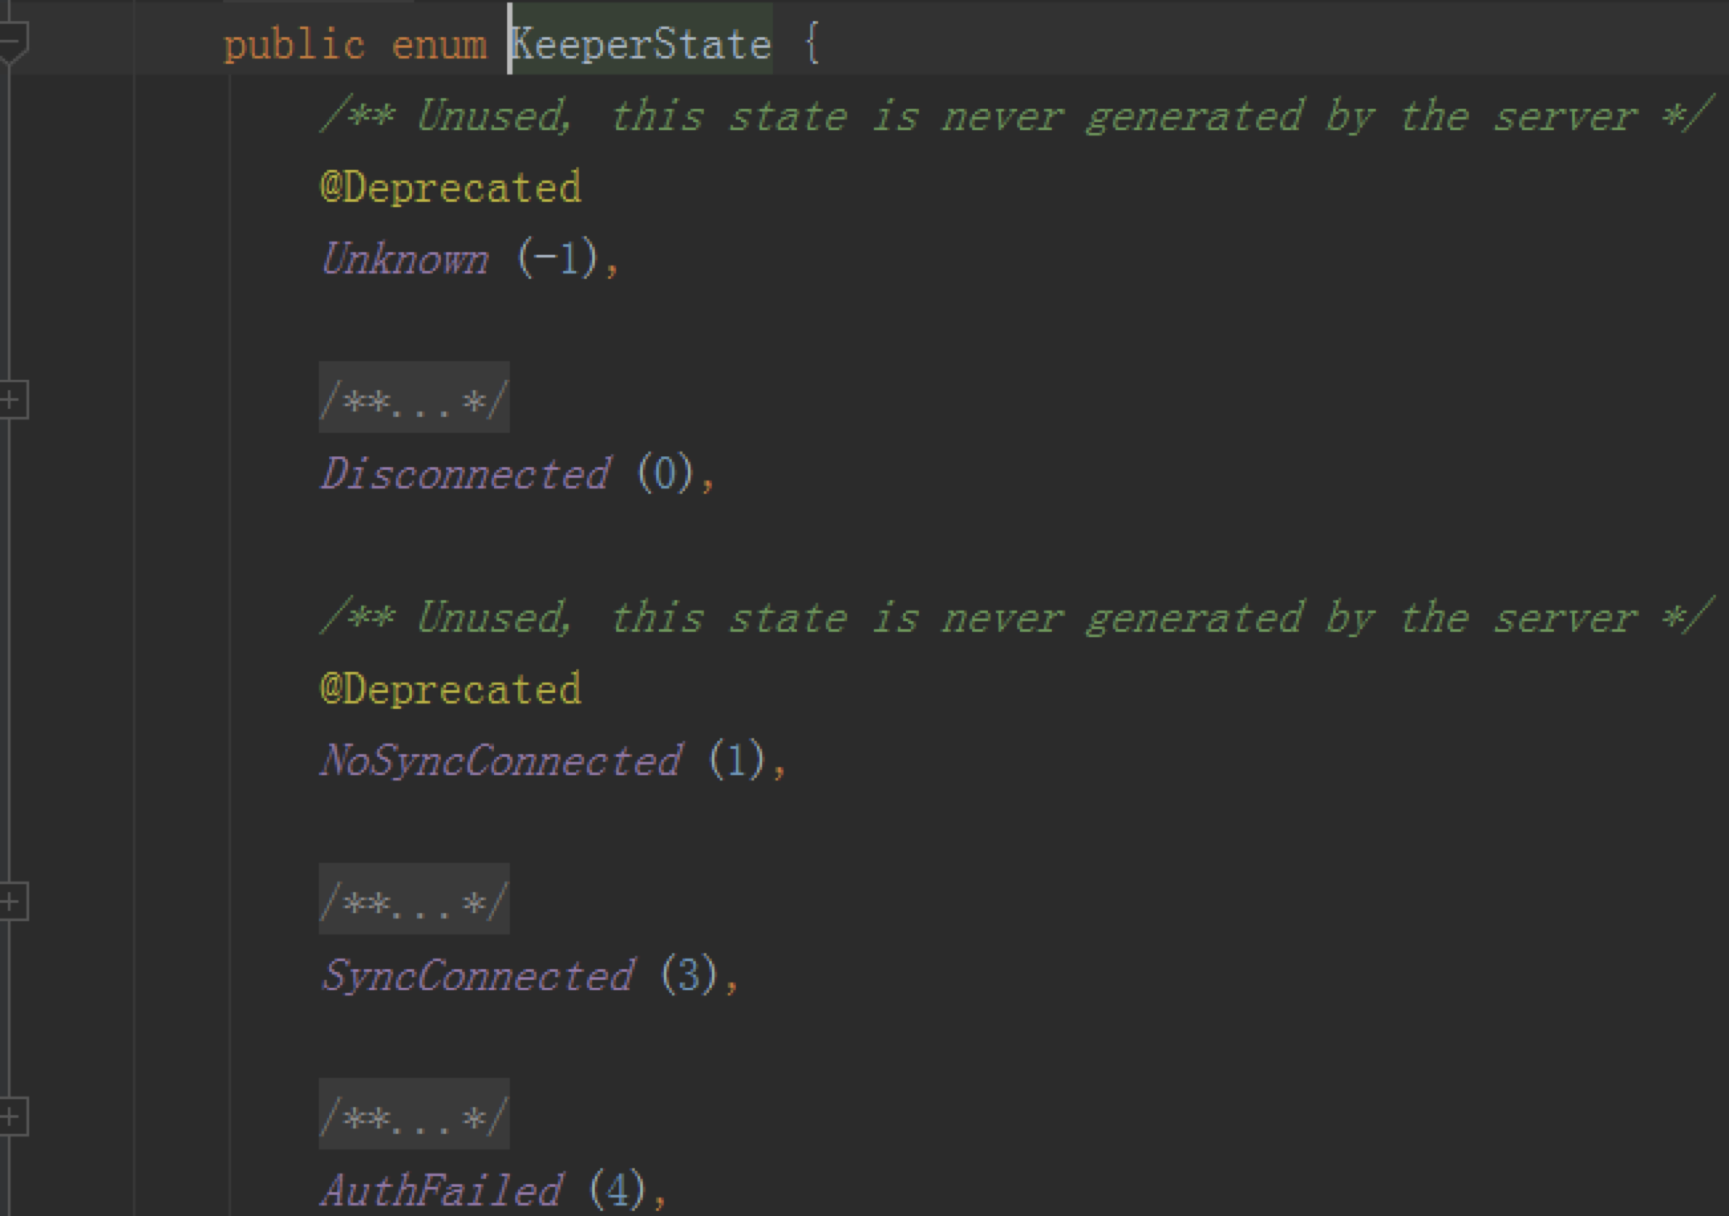 public enum KeeperState {
/** Unused, this state is never generated by the server */
@Deprecated
Unknown (-1),
/**...*/
Disconnected (0),
/** Unused, this state is never generated by the server */
@Deprecated
NoSyncConnected (1),
/**...*/
SyncConnected (3),
/**...*/
AuthFailed (4),